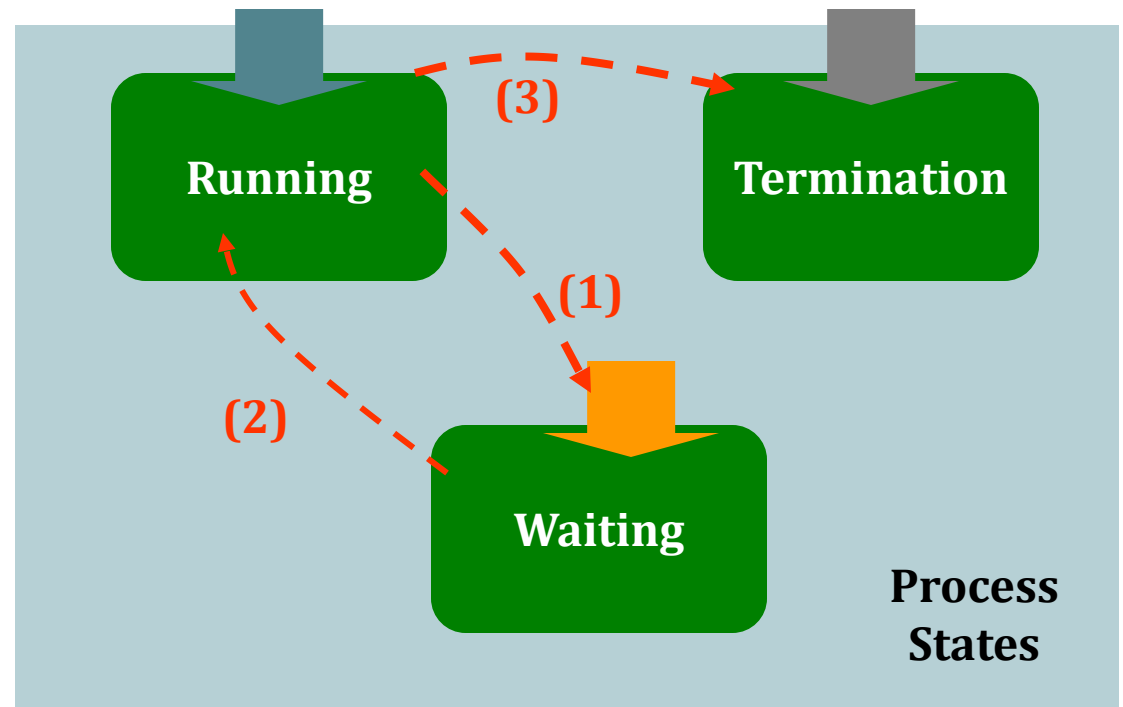 (3)
Running
Termination
(1)
(2)
Waiting
Process
States